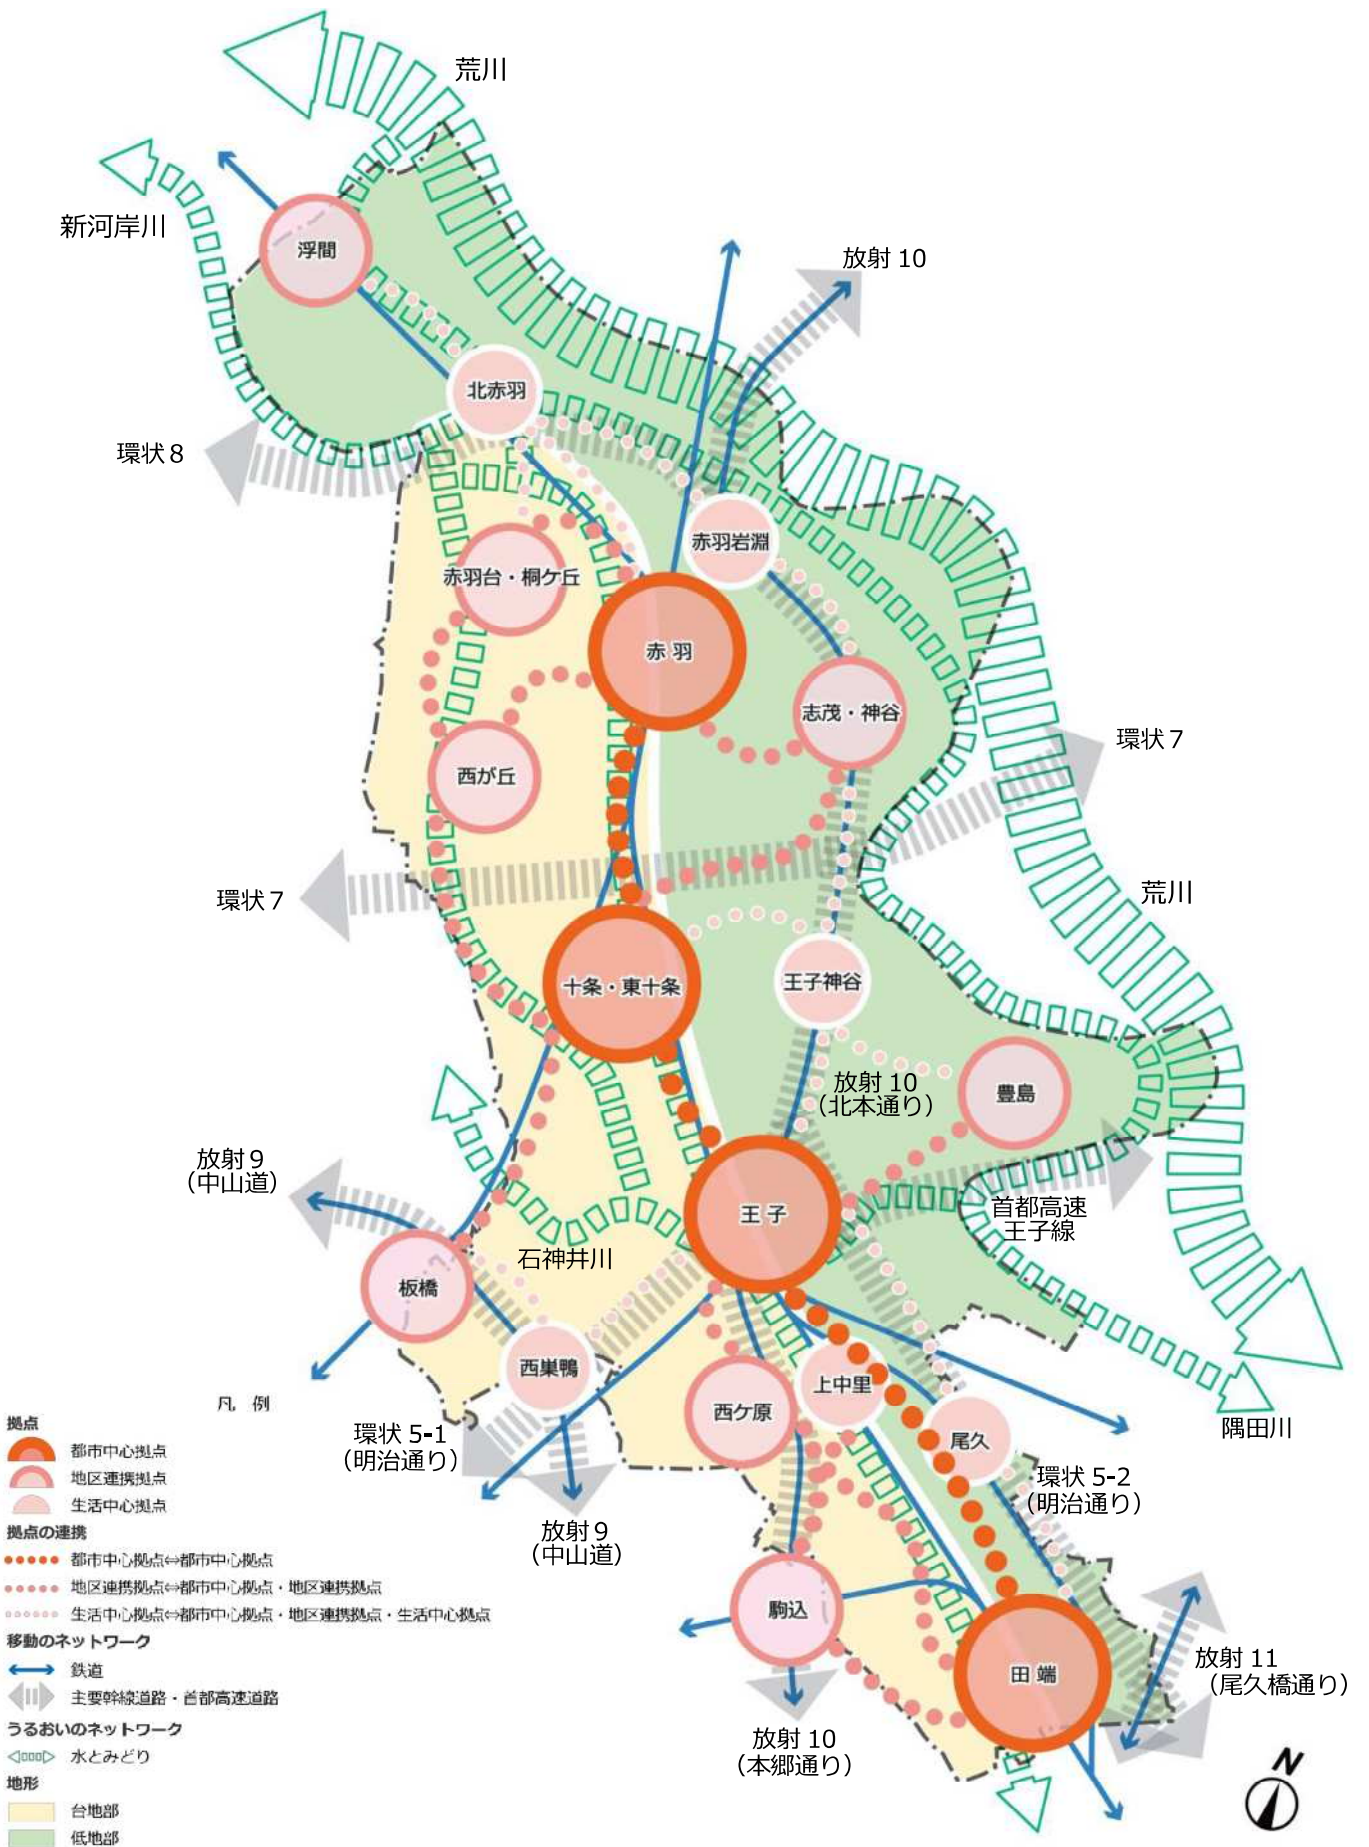 荒川
新河岸川
浮間
放射 10
北赤羽
環状８
赤羽岩淵
赤羽台・桐ケ丘
赤 羽
志茂・神谷
環状７
西が丘
環状７
荒川
十条・東十条
王子神谷
放射 10
（北本通り）
豊島
放射９
（中山道）
王 子
首都高速
王子線
石神井川
板橋
西巣鴨
上中里
西ケ原
尾久
隅田川
環状 5-1
（明治通り）
環状 5-2
（明治通り）
放射９
（中山道）
駒込
田 端
放射 11
（尾久橋通り）
放射 10
（本郷通り）
N
凡 例
拠点
都市中心拠点
地区連携拠点
生活中心拠点
拠点の連携
都市中心拠点⇔都市中心拠点
地区連携拠点⇔都市中心拠点・地区連携拠点
生活中心拠点⇔都市中心拠点・地区連携拠点・生活中心拠点
移動のネットワーク
鉄道
主要幹線道路・首都高速道路
うるおいのネットワーク
水とみどり
地形
台地部
低地部